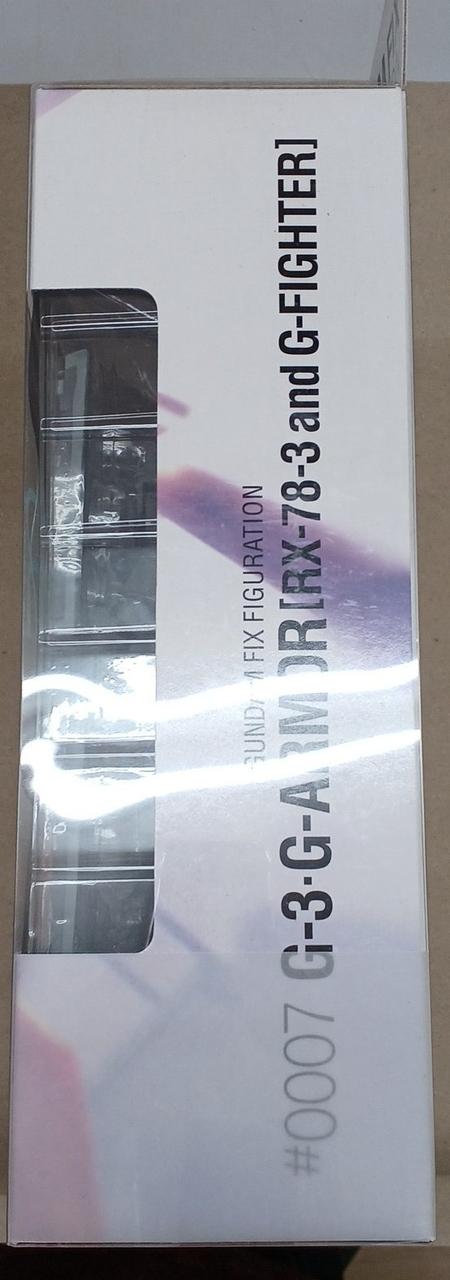 GUNDAM FIX FIGURATION
#0007 G-3·G-ARMOR [RX-78-3 and G-FIGHTER]